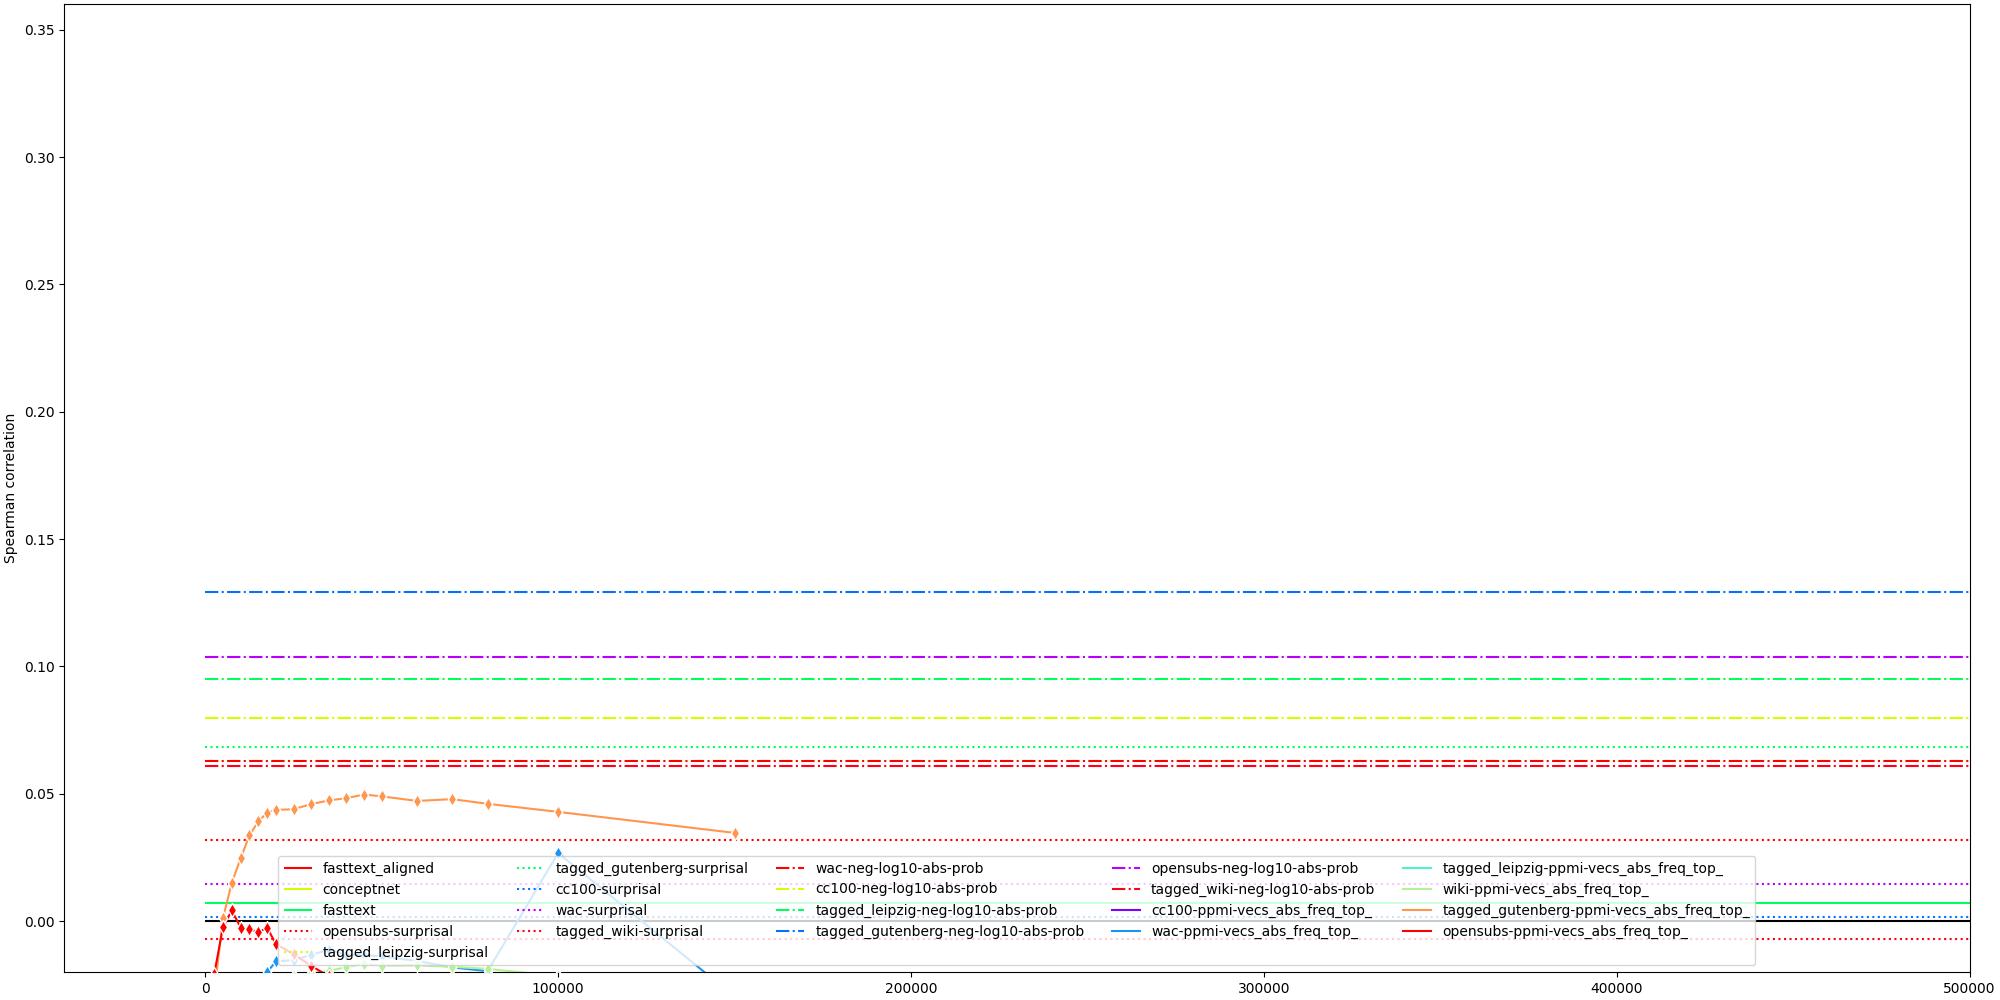 0.35
0.30
0.25
0.20
0.15
0.10
0.05
0.00
Spearman correlation
fasttext_aligned
conceptnet
fasttext
opensubs-surprisal
tagged_leipzig-surprisal
tagged_gutenberg-surprisal
cc100-surprisal
wac-surprisal
tagged_wiki-surprisal
wac-neg-log10-abs-prob
cc100-neg-log10-abs-prob
tagged_leipzig-neg-log10-abs-prob
tagged_gutenberg-neg-log10-abs-prob
opensubs-neg-log10-abs-prob
tagged_wiki-neg-log10-abs-prob
cc100-ppmi-vecs_abs_freq_top_
wac-ppmi-vecs_abs_freq_top_
tagged_leipzig-ppmi-vecs_abs_freq_top_
wiki-ppmi-vecs_abs_freq_top_
tagged_gutenberg-ppmi-vecs_abs_freq_top_
opensubs-ppmi-vecs_abs_freq_top_
0 100000 200000 300000 400000 500000